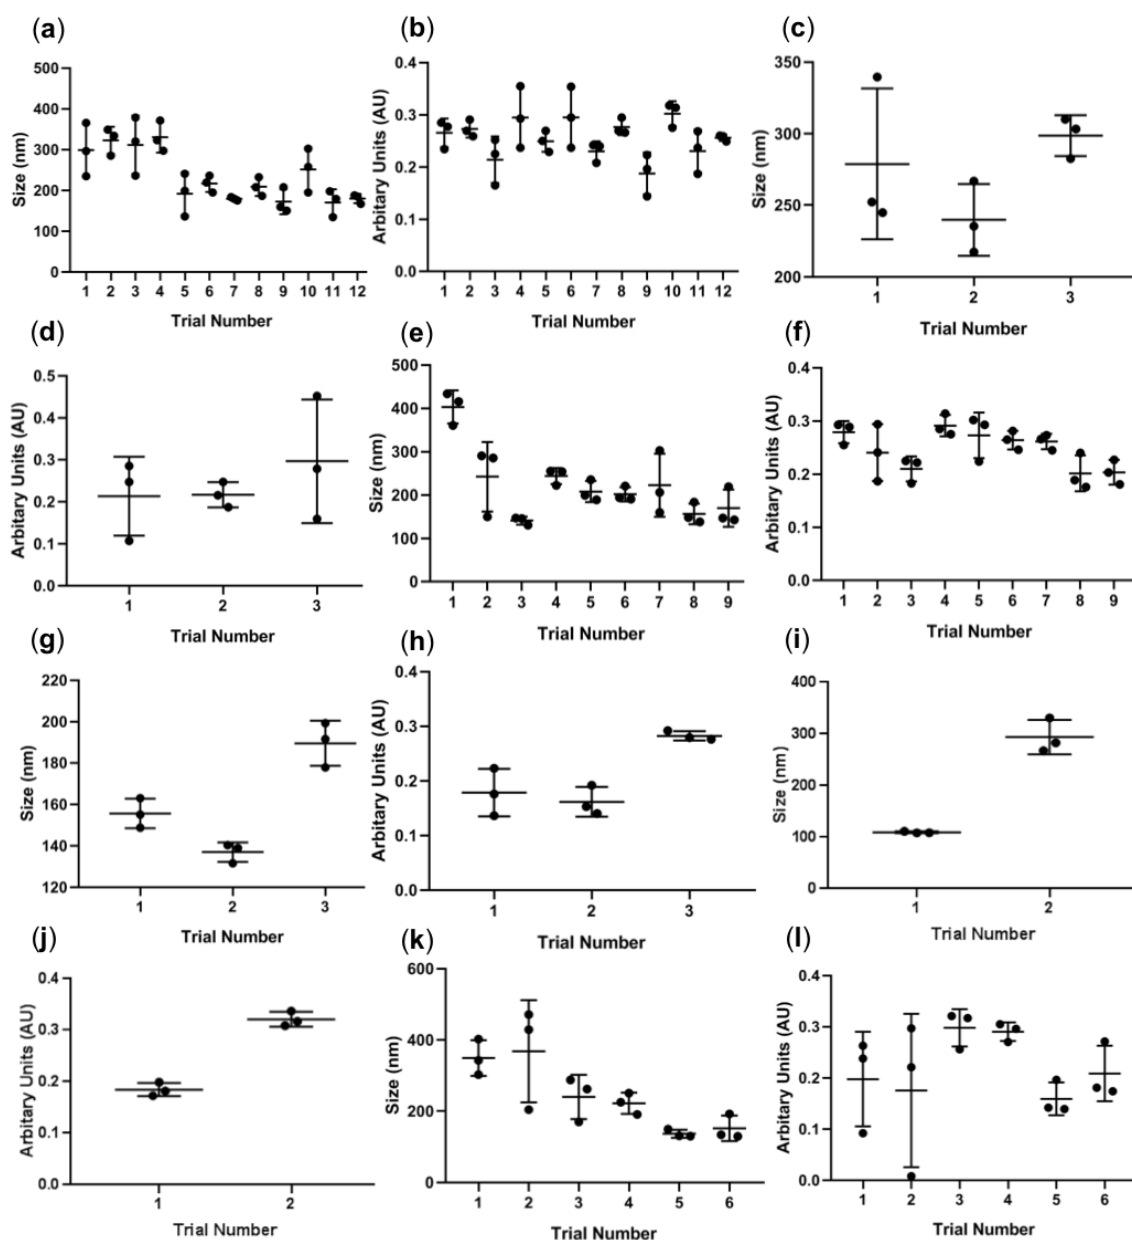 (a)
500
400
300
200
100
0
Size (nm)
1 2 3 4 5 6 7 8 9 10 11 12
Trial Number
(b)
0.4
0.3
0.2
0.1
0.0
Arbitary Units (AU)
1 2 3 4 5 6 7 8 9 10 11 12
Trial Number
(c)
350
300
250
200
Size (nm)
1 2 3
Trial Number
(d)
0.5
0.4
0.3
0.2
0.1
0.0
Arbitary Units (AU)
1 2 3
Trial Number
(e)
500
400
300
200
100
0
Size (nm)
1 2 3 4 5 6 7 8 9
Trial Number
(f)
0.4
0.3
0.2
0.1
0.0
Arbitary Units (AU)
1 2 3 4 5 6 7 8 9
Trial Number
(g)
220
200
180
160
140
120
Size (nm)
1 2 3
Trial Number
(h)
0.4
0.3
0.2
0.1
0.0
Arbitary Units (AU)
1 2 3
Trial Number
(i)
400
300
200
100
0
Size (nm)
1 2
Trial Number
(j)
0.4
0.3
0.2
0.1
0.0
Arbitary Units (AU)
1 2
Trial Number
(k)
600
400
200
0
Size (nm)
1 2 3 4 5 6
Trial Number
(l)
0.4
0.3
0.2
0.1
0.0
Arbitary Units (AU)
1 2 3 4 5 6
Trial Number